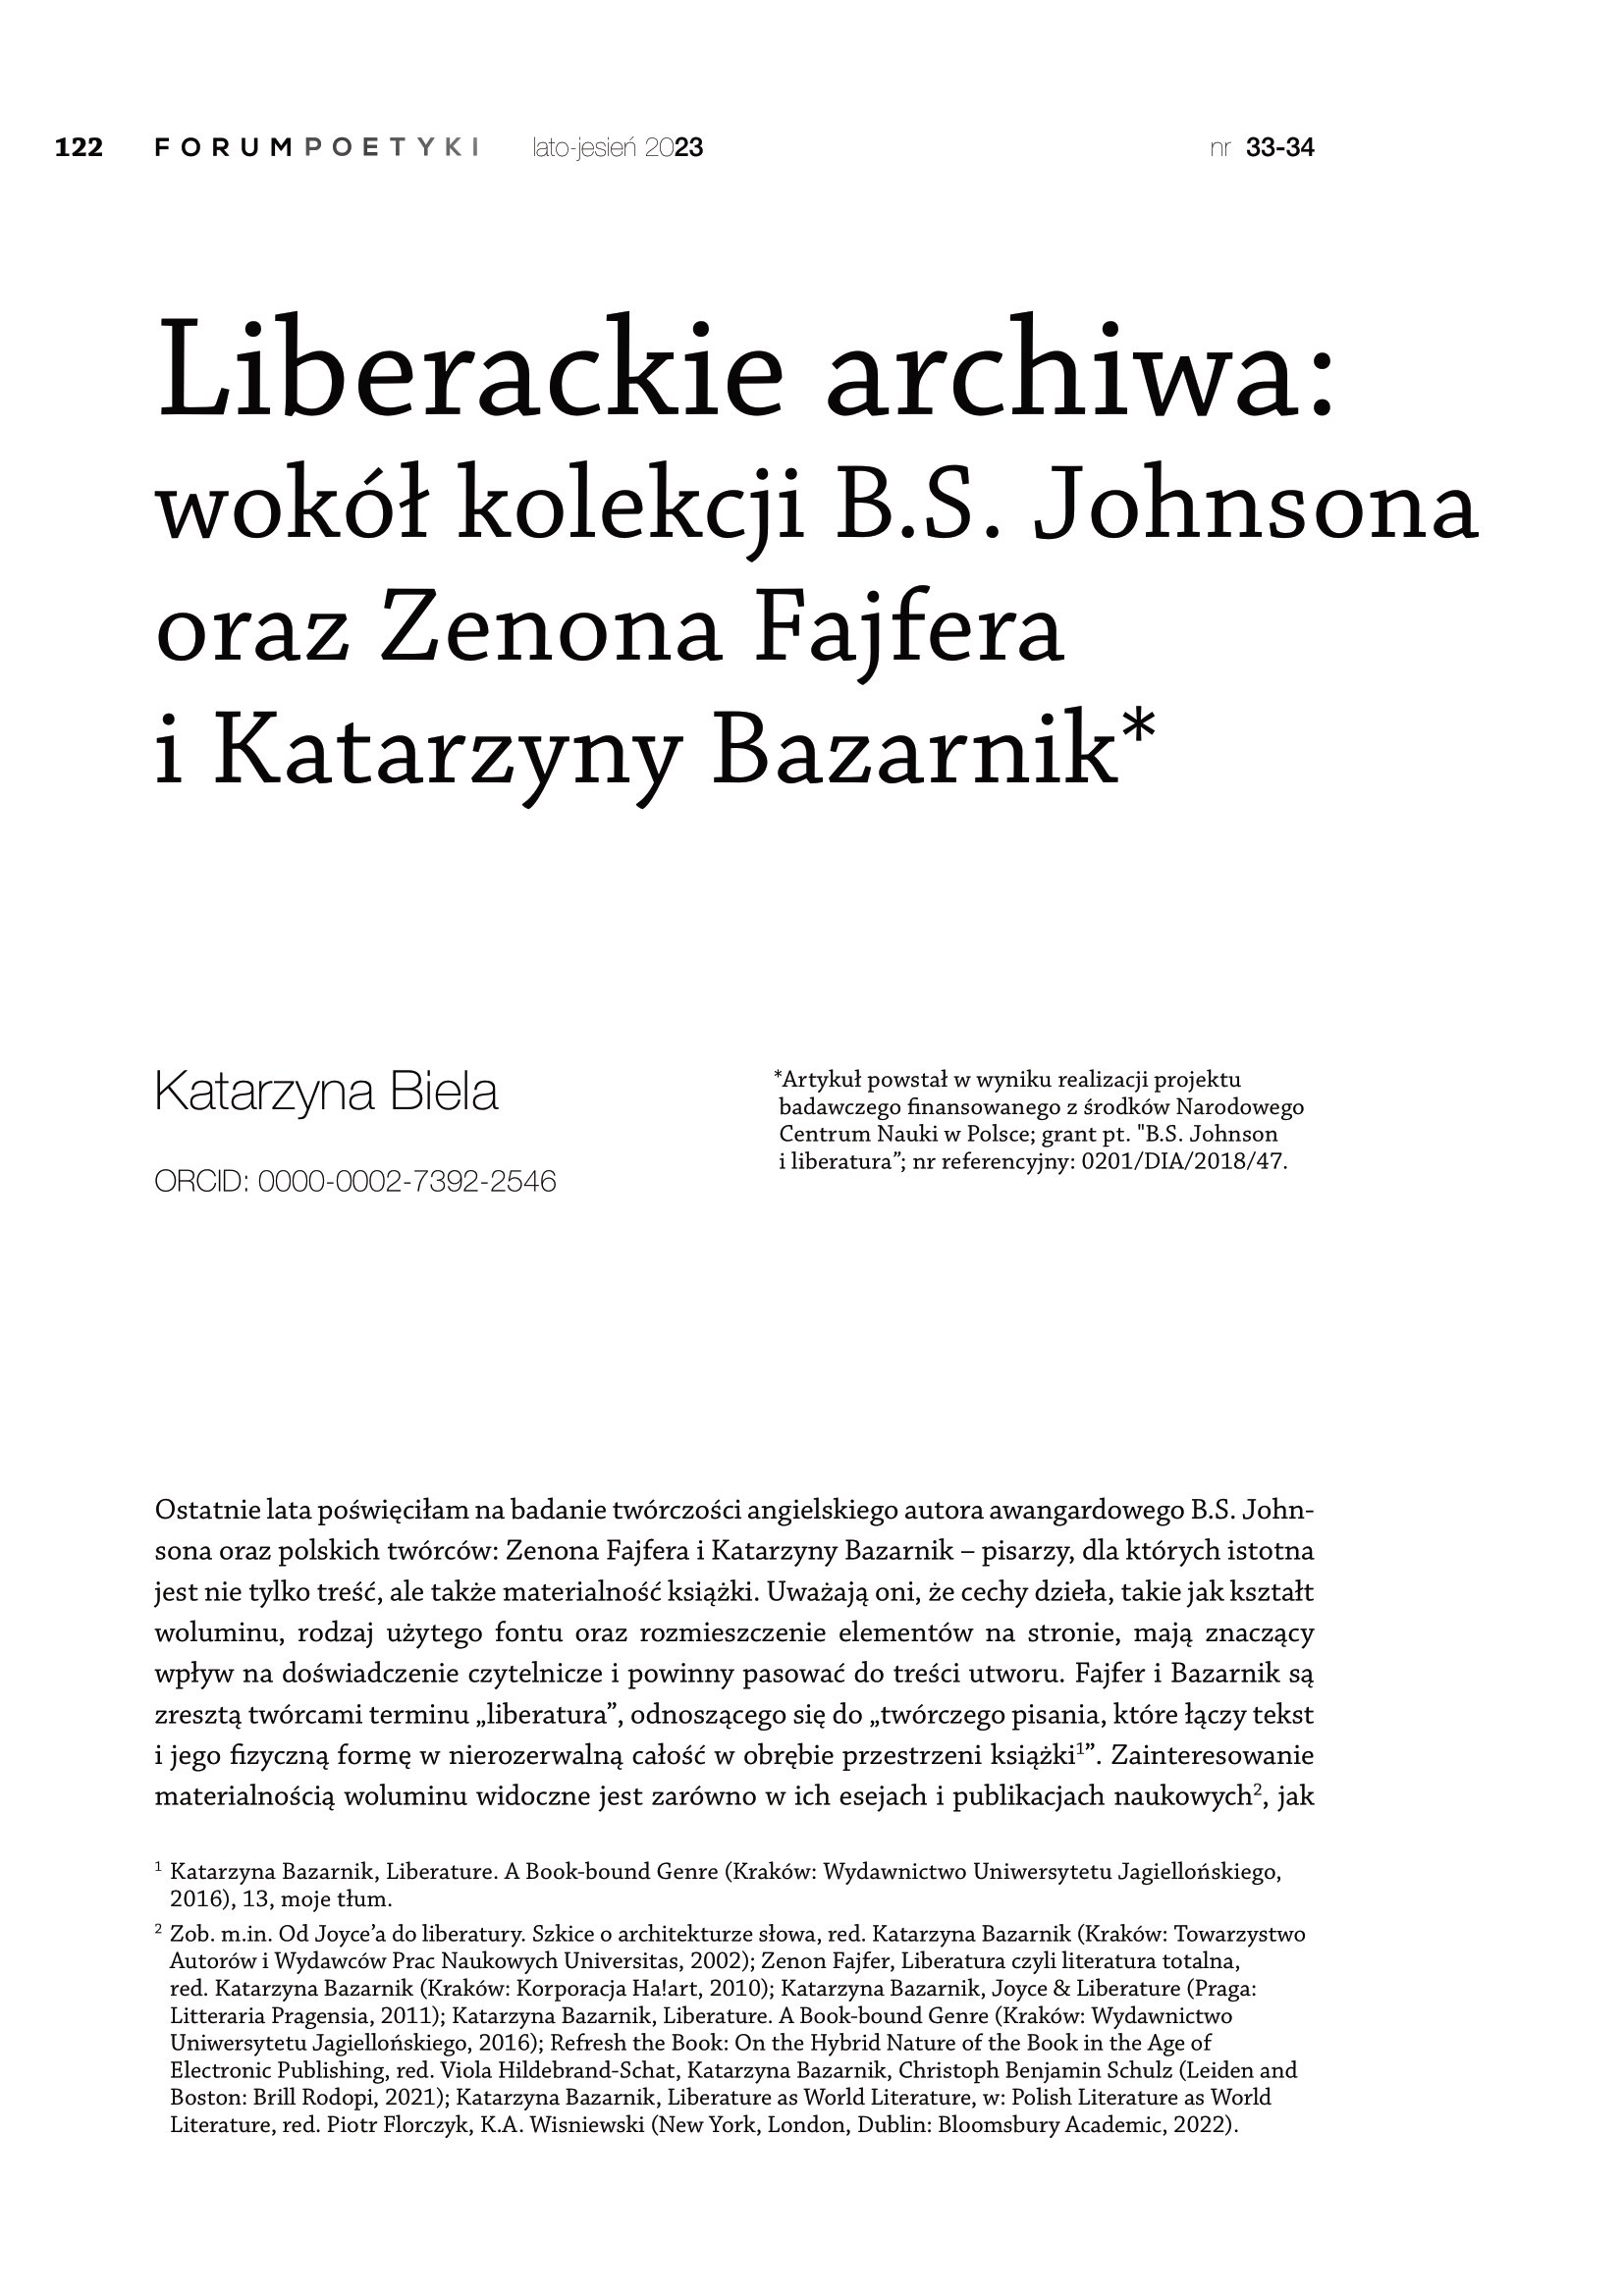 122 FORUMPOETYKI lato-jesień 2023 nr 33-34
Liberackie archiwa:
wokół kolekcji B.S. Johnsona
oraz Zenona Fajfera
i Katarzyny Bazarnik*
Katarzyna Biela
ORCID: 0000-0002-7392-2546
*Artykuł powstał w wyniku realizacji projektu
badawczego finansowanego z środków Narodowego
Centrum Nauki w Polsce; grant pt. "B.S. Johnson
i liberatura”; nr referencyjny: 0201/DIA/2018/47.
Ostatnie lata poświęciłam na badanie twórczości angielskiego autora awangardowego B.S. John-
sona oraz polskich twórców: Zenona Fajfera i Katarzyny Bazarnik – pisarzy, dla których istotna
jest nie tylko treść, ale także materialność książki. Uważają oni, że cechy dzieła, takie jak kształt
woluminu, rodzaj użytego fontu oraz rozmieszczenie elementów na stronie, mają znaczący
wpływ na doświadczenie czytelnicze i powinny pasować do treści utworu. Fajfer i Bazarnik są
zresztą twórcami terminu „liberatura”, odnoszącego się do „twórczego pisania, które łączy tekst
i jego fizyczną formę w nierozerwalną całość w obrębie przestrzeni książki¹”. Zainteresowanie
materialnością woluminu widoczne jest zarówno w ich esejach i publikacjach naukowych², jak
¹ Katarzyna Bazarnik, Liberature. A Book-bound Genre (Kraków: Wydawnictwo Uniwersytetu Jagiellońskiego,
2016), 13, moje tłum.
² Zob. m.in. Od Joyce’a do liberatury. Szkice o architekturze słowa, red. Katarzyna Bazarnik (Kraków: Towarzystwo
Autorów i Wydawców Prac Naukowych Universitas, 2002); Zenon Fajfer, Liberatura czyli literatura totalna,
red. Katarzyna Bazarnik (Kraków: Korporacja Ha!art, 2010); Katarzyna Bazarnik, Joyce & Liberature (Praga:
Litteraria Pragensia, 2011); Katarzyna Bazarnik, Liberature. A Book-bound Genre (Kraków: Wydawnictwo
Uniwersytetu Jagiellońskiego, 2016); Refresh the Book: On the Hybrid Nature of the Book in the Age of
Electronic Publishing, red. Viola Hildebrand-Schat, Katarzyna Bazarnik, Christoph Benjamin Schulz (Leiden and
Boston: Brill Rodopi, 2021); Katarzyna Bazarnik, Liberature as World Literature, w: Polish Literature as World
Literature, red. Piotr Florczyk, K.A. Wisniewski (New York, London, Dublin: Bloomsbury Academic, 2022).